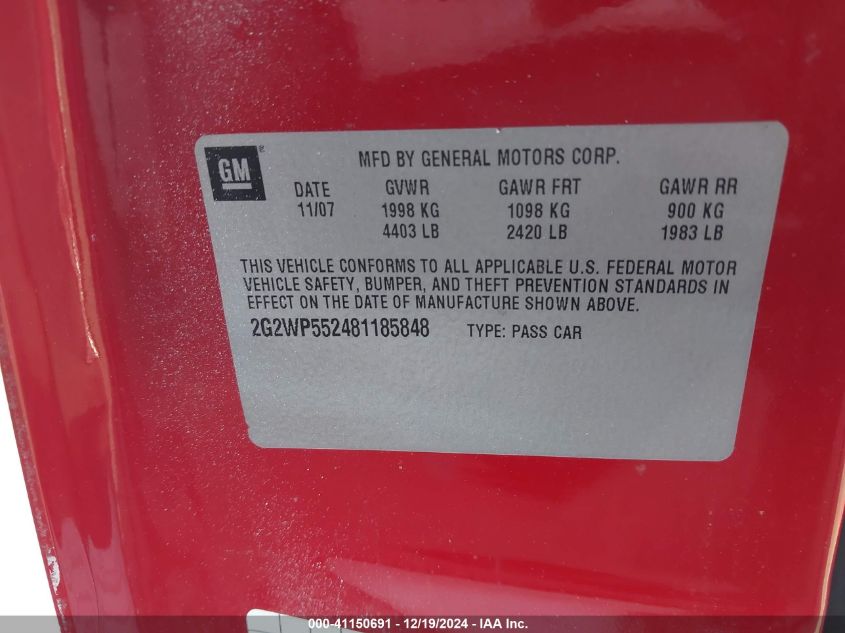 GM®
MFD BY GENERAL MOTORS CORP.
DATE GVWR GAWR FRT GAWR RR
11/07 1998 KG 1098 KG 900 KG
4403 LB 2420 LB 1983 LB
THIS VEHICLE CONFORMS TO ALL APPLICABLE U.S. FEDERAL MOTOR
VEHICLE SAFETY, BUMPER, AND THEFT PREVENTION STANDARDS IN
EFFECT ON THE DATE OF MANUFACTURE SHOWN ABOVE.
2G2WP552481185848 TYPE: PASS CAR
000-41150691 - 12/19/2024 - IAA Inc.